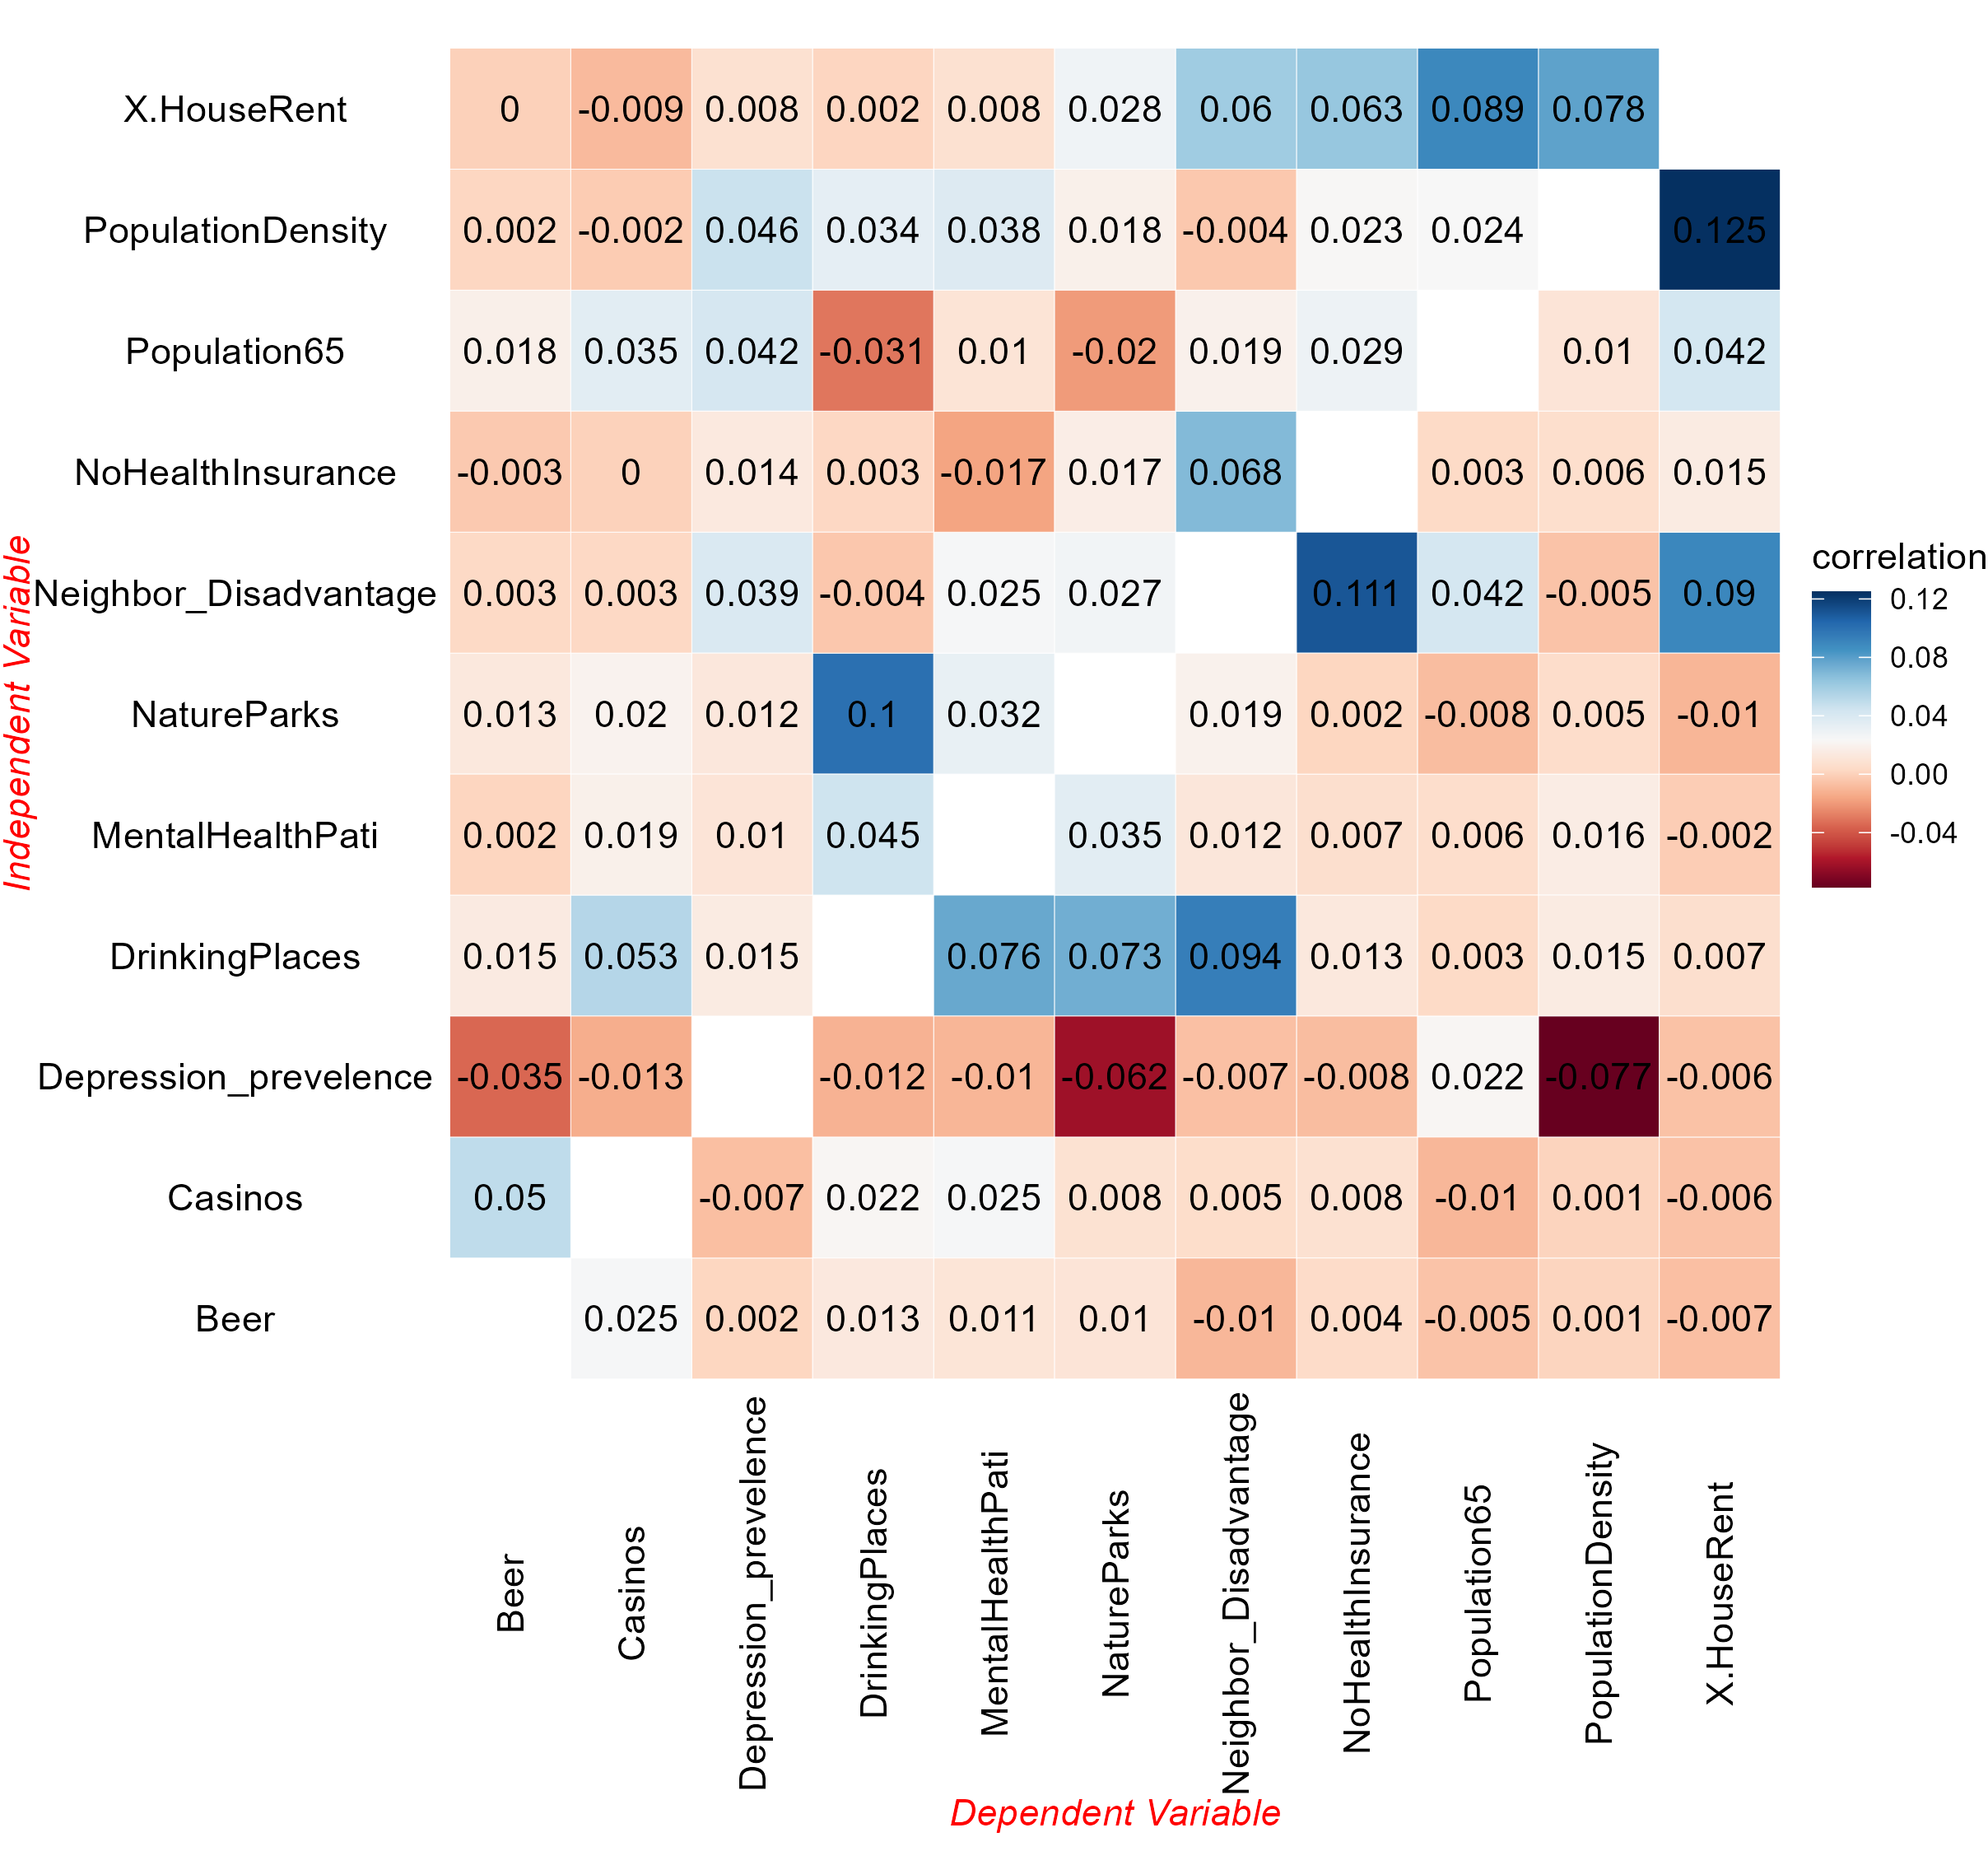 X.HouseRent 0 -0.009 0.008 0.002 0.008 0.028 0.06 0.063 0.089 0.078
PopulationDensity 0.002 -0.002 0.046 0.034 0.038 0.018 -0.004 0.023 0.024 0.125
Population65 0.018 0.035 0.042 -0.031 0.01 -0.02 0.019 0.029 0.01 0.042
NoHealthInsurance -0.003 0 0.014 0.003 -0.017 0.017 0.068 0.003 0.006 0.015
Neighbor_Disadvantage 0.003 0.003 0.039 -0.004 0.025 0.027 0.111 0.042 -0.005 0.09
NatureParks 0.013 0.02 0.012 0.1 0.032 0.019 0.002 -0.008 0.005 -0.01
MentalHealthPati 0.002 0.019 0.01 0.045 0.035 0.012 0.007 0.006 0.016 -0.002
DrinkingPlaces 0.015 0.053 0.015 0.076 0.073 0.094 0.013 0.003 0.015 0.007
Depression_prevelence -0.035 -0.013 -0.012 -0.01 -0.062 -0.007 -0.008 0.022 -0.077 -0.006
Casinos 0.05 -0.007 0.022 0.025 0.008 0.005 0.008 -0.01 0.001 -0.006
Beer 0.025 0.002 0.013 0.011 0.01 -0.01 0.004 -0.005 0.001 -0.007
Independent Variable
Beer
Casinos
Depression_prevelence
DrinkingPlaces
MentalHealthPati
NatureParks
Neighbor_Disadvantage
NoHealthInsurance
Population65
PopulationDensity
X.HouseRent
Dependent Variable
correlation
0.12
0.08
0.04
0.00
-0.04